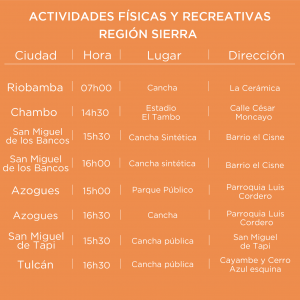 ACTIVIDADES FÍSICAS Y RECREATIVAS
REGIÓN SIERRA
Ciudad Hora Lugar Dirección
Riobamba 07h00 Cancha La Cerámica
Chambo 14h30 Estadio El Tambo Calle César Moncayo
San Miguel de los Bancos 15h30 Cancha Sintética Barrio el Cisne
San Miguel de los Bancos 16h00 Cancha sintética Barrio el Cisne
Azogues 15h00 Parque Público Parroquia Luis Cordero
Azogues 16h30 Cancha Parroquia Luis Cordero
San Miguel de Tapi 15h30 Cancha pública San Miguel de Tapi
Tulcán 16h30 Cancha pública Cayambe y Cerro Azul esquina